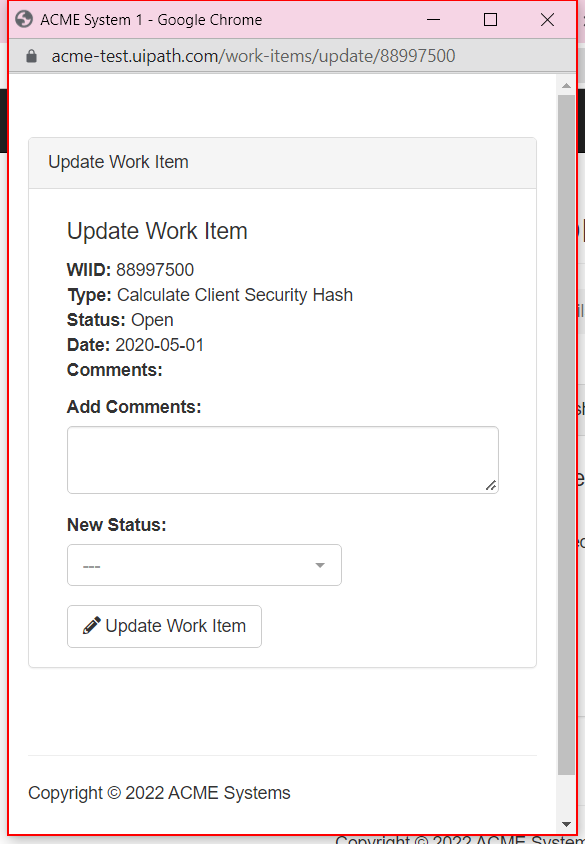 ACME System 1 - Google Chrome
acme-test.uipath.com/work-items/update/88997500
Update Work Item
Update Work Item
WIID: 88997500
Type: Calculate Client Security Hash
Status: Open
Date: 2020-05-01
Comments:
Add Comments:
New Status:
---
Update Work Item
Copyright © 2022 ACME Systems
Copyright © 2022 ACME System